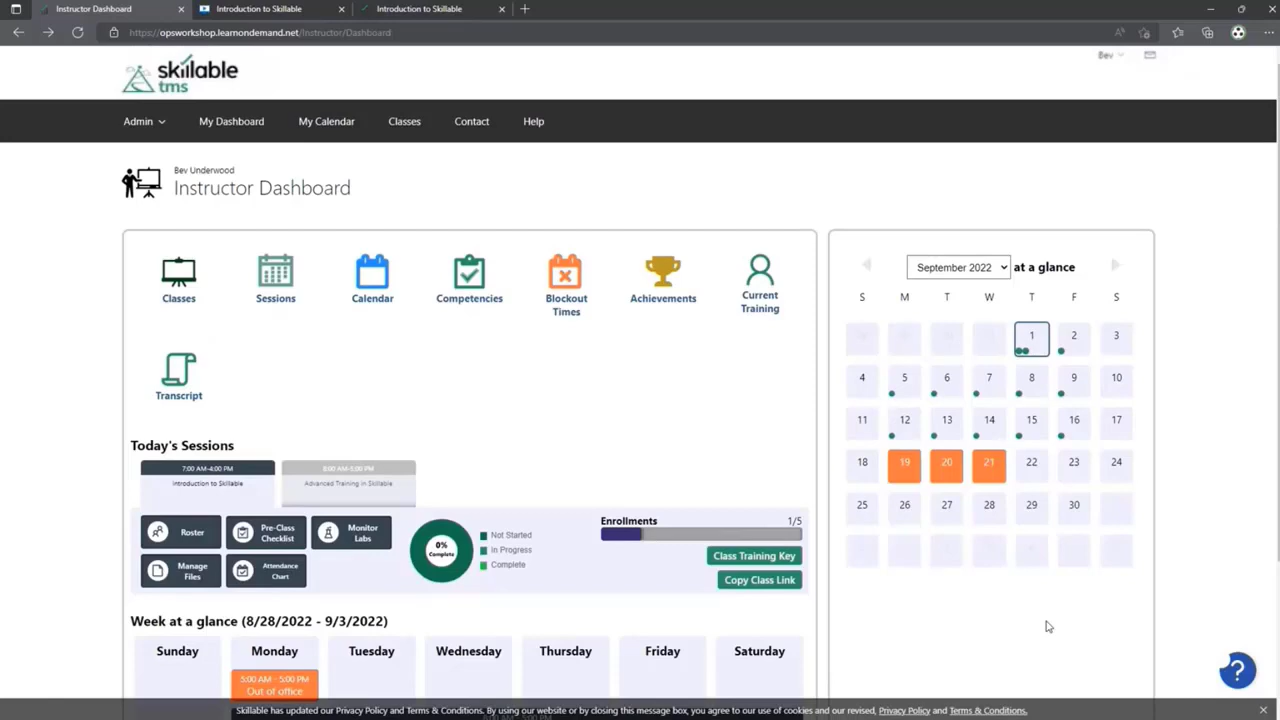 Instructor Dashboard
Introduction to Skillable
Introduction to Skillable
https://opsworkshop.learnondemand.net/Instructor/Dashboard
skillable
tms
Bev
Admin My Dashboard My Calendar Classes Contact Help
Bev Underwood
Instructor Dashboard
Classes
Sessions
Calendar
Competencies
Blockout
Times
Achievements
Current
Training
Transcript
September 2022 at a glance
S M T W T F S
1 2 3
4 5 6 7 8 9 10
11 12 13 14 15 16 17
18 19 20 21 22 23 24
25 26 27 28 29 30
Today's Sessions
7:00 AM-4:00 PM
Introduction to Skillable
8:00 AM-5:00 PM
Advanced Training in Skillable
Roster
Pre-Class
Checklist
Monitor
Labs
Manage
Files
Attendance
Chart
0%
Complete
Not Started
In Progress
Complete
Enrollments 1/5
Class Training Key
Copy Class Link
Week at a glance (8/28/2022 - 9/3/2022)
Sunday Monday Tuesday Wednesday Thursday Friday Saturday
5:00 AM - 5:00 PM
Out of office
?
Skillable has updated our Privacy Policy and Terms & Conditions. By using our website or by closing this message box, you agree to our use of cookies and our revised, Privacy Policy and Terms & Conditions.